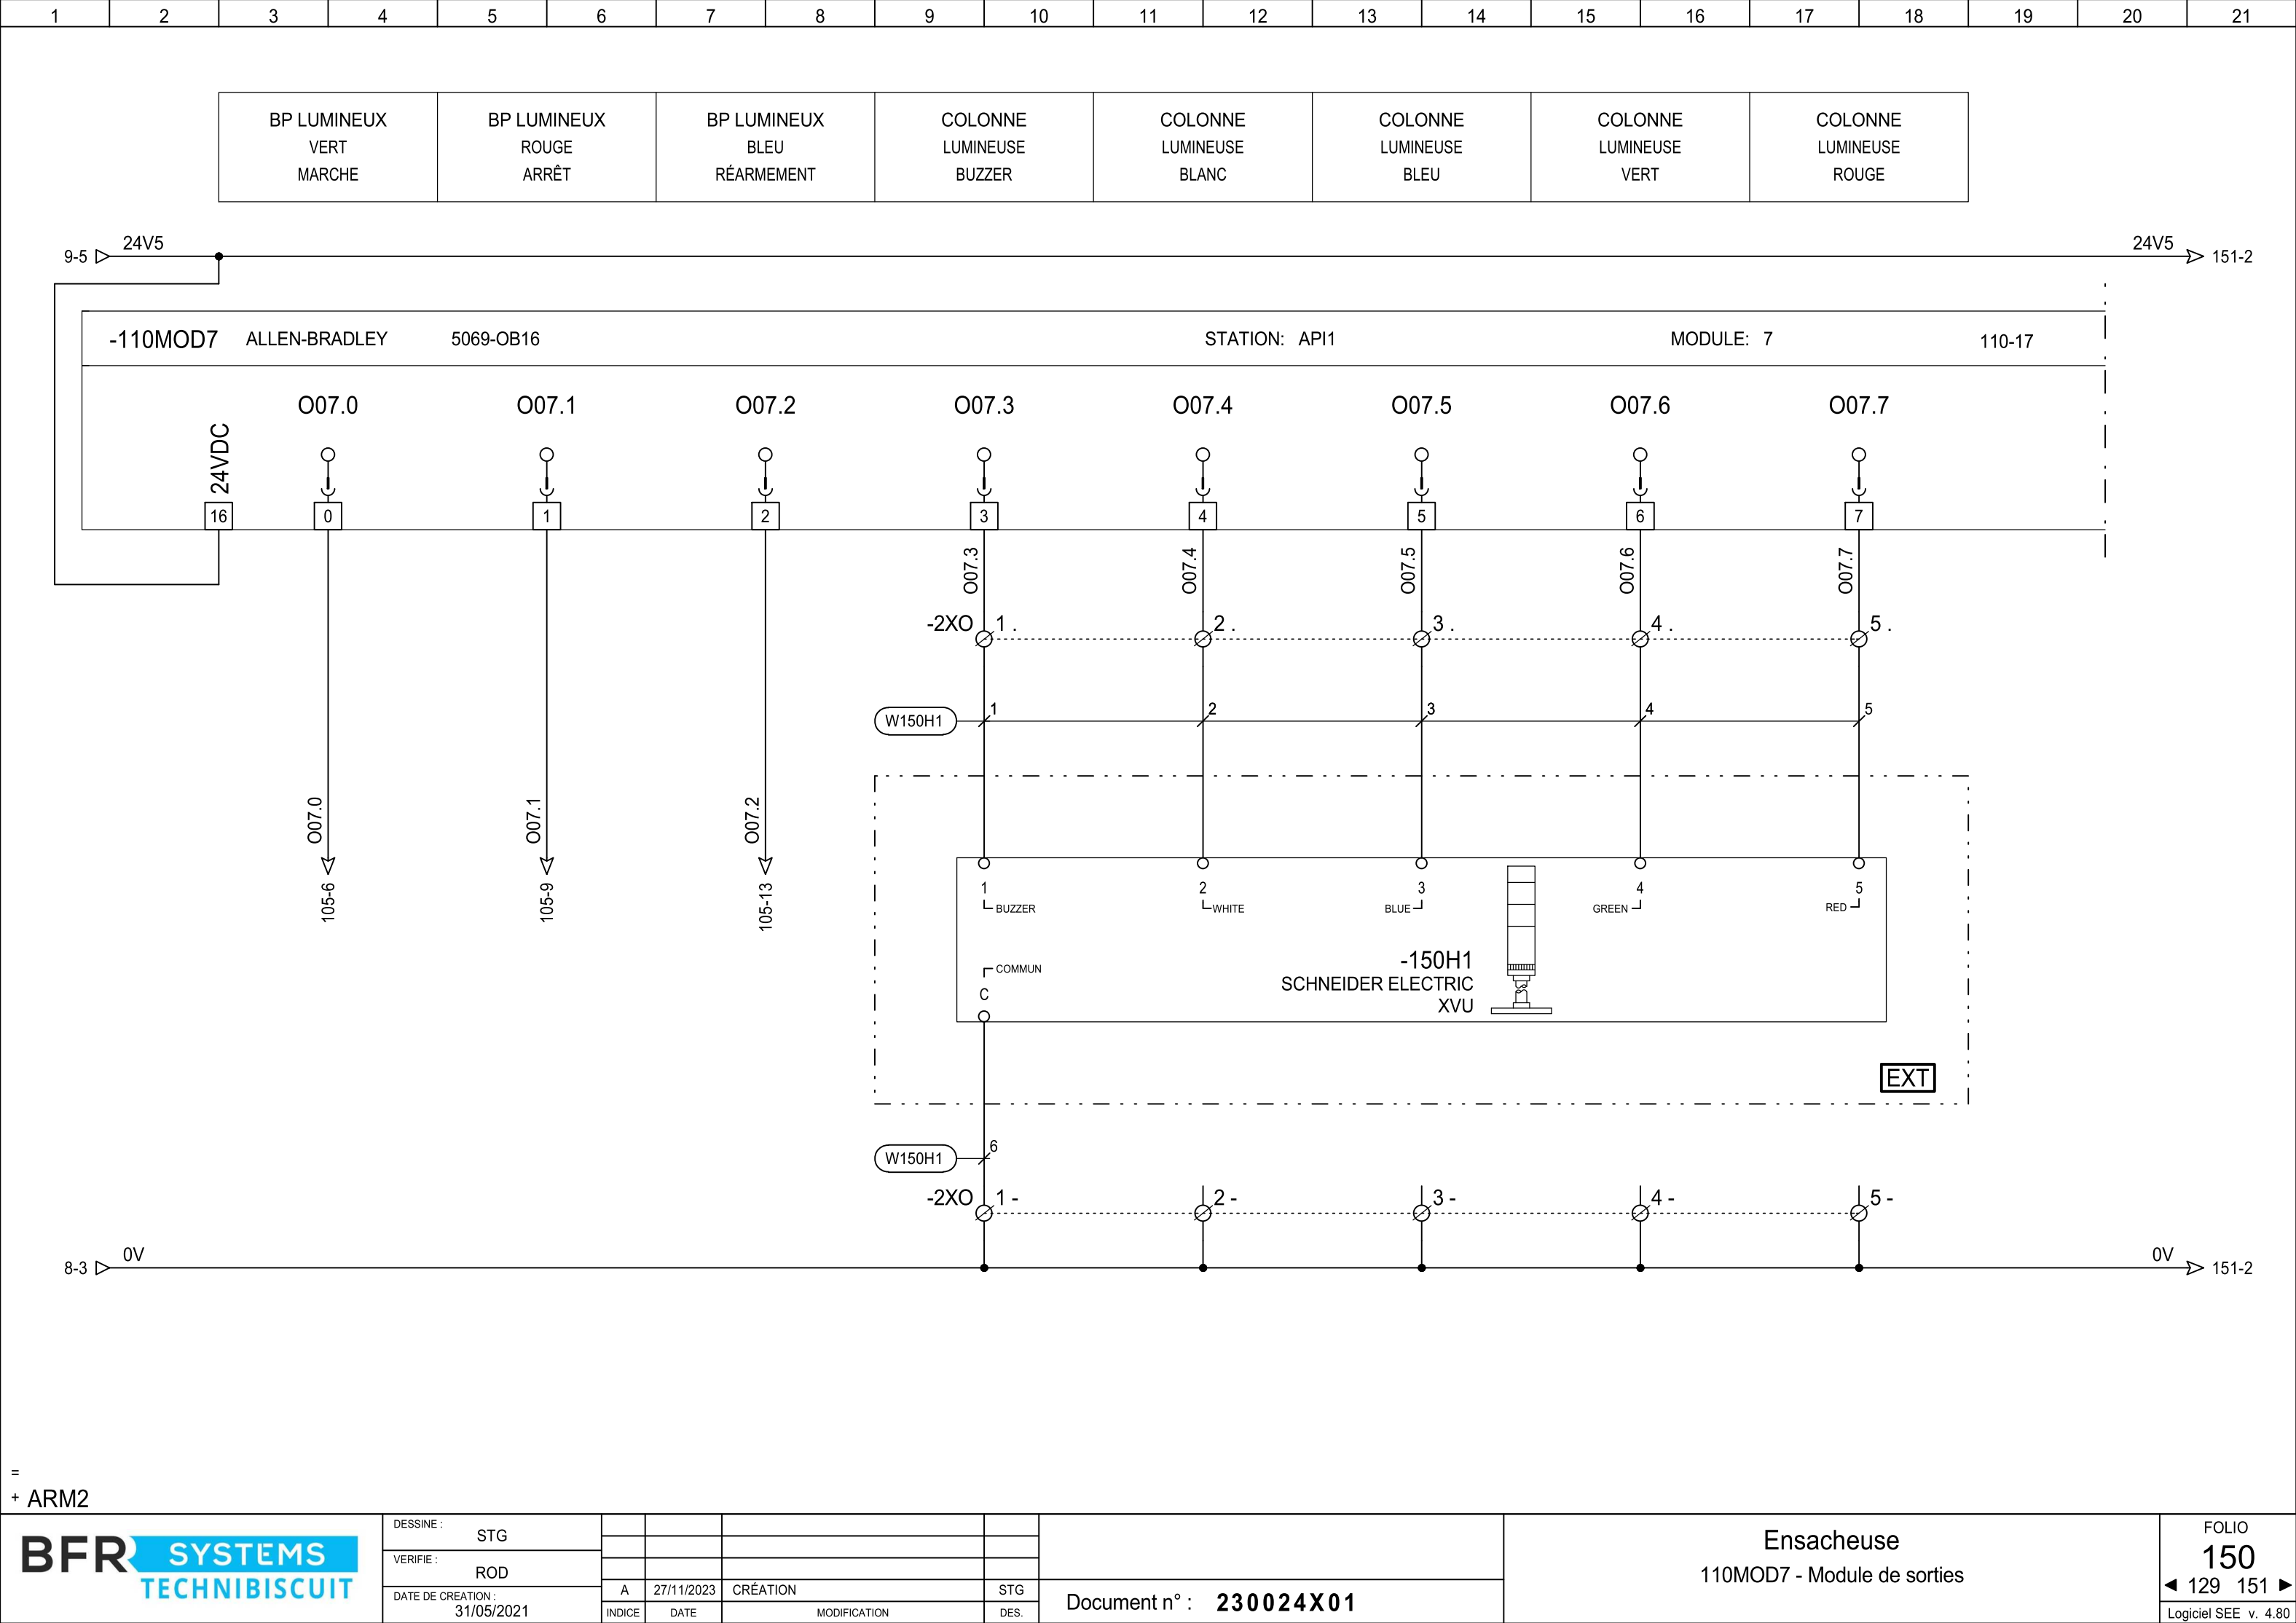 1 2 3 4 5 6 7 8 9 10 11 12 13 14 15 16 17 18 19 20 21
BP LUMINEUX BP LUMINEUX BP LUMINEUX COLONNE COLONNE COLONNE COLONNE COLONNE
VERT ROUGE BLEU LUMINEUSE LUMINEUSE LUMINEUSE LUMINEUSE LUMINEUSE
MARCHE ARRÊT RÉARMEMENT BUZZER BLANC BLEU VERT ROUGE
24V5 24V5
9-5 151-2
-110MOD7 ALLEN-BRADLEY 5069-OB16 STATION: API1 MODULE: 7 110-17
O07.0 O07.1 O07.2 O07.3 O07.4 O07.5 O07.6 O07.7
24VDC
16 0 1 2 3 4 5 6 7
O07.3 O07.4 O07.5 O07.6 O07.7
-2XO 1 . 2 . 3 . 4 . 5 .
W150H1 1 2 3 4 5
O07.0 O07.1 O07.2
105-6 105-9 105-13
1 2 3 4 5
BUZZER WHITE BLUE GREEN RED
-150H1
COMMUN
SCHNEIDER ELECTRIC
C
XVU
EXT
W150H1 6
-2XO 1 - 2 - 3 - 4 - 5 -
0V 0V
8-3 151-2
=
+ ARM2
BFR SYSTEMS
TECHNIBISCUIT
DESSINE :
STG
VERIFIE :
ROD
DATE DE CREATION :
31/05/2021
A 27/11/2023 CRÉATION STG
INDICE DATE MODIFICATION DES.
Document n° : 230024X01
Ensacheuse
110MOD7 - Module de sorties
FOLIO
150
129 151
Logiciel SEE v. 4.80